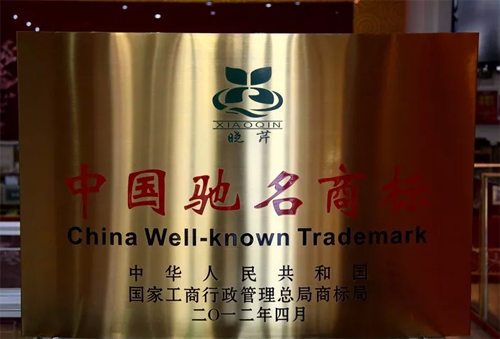 XIAOQIN
晓芹
中国驰名商标
China Well-known Trademark
中华人民共和国
国家工商行政管理总局商标局
二〇一二年四月